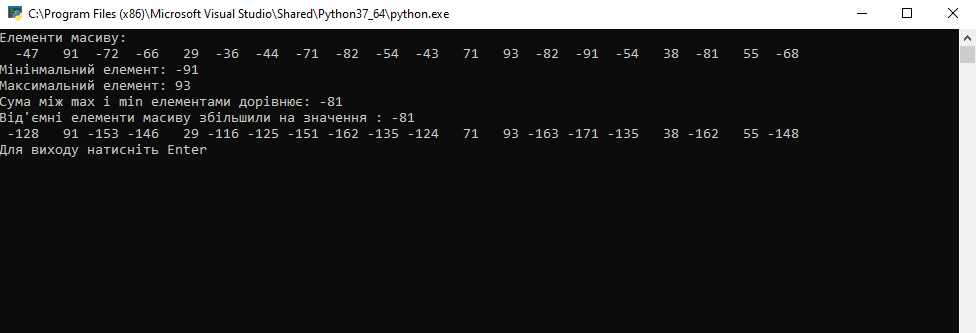 C:\Program Files (x86)\Microsoft Visual Studio\Shared\Python37_64\python.exe
Елементи масиву:
-47 91 -72 -66 29 -36 -44 -71 -82 -54 -43 71 93 -82 -91 -54 38 -81 55 -68
Мінінмальний елемент: -91
Максимальний елемент: 93
Сума між max і min елементами дорівнює: -81
Від'ємні елементи масиву збільшили на значення : -81
-128 91 -153 -146 29 -116 -125 -151 -162 -135 -124 71 93 -163 -171 -135 38 -162 55 -148
Для виходу натисніть Enter